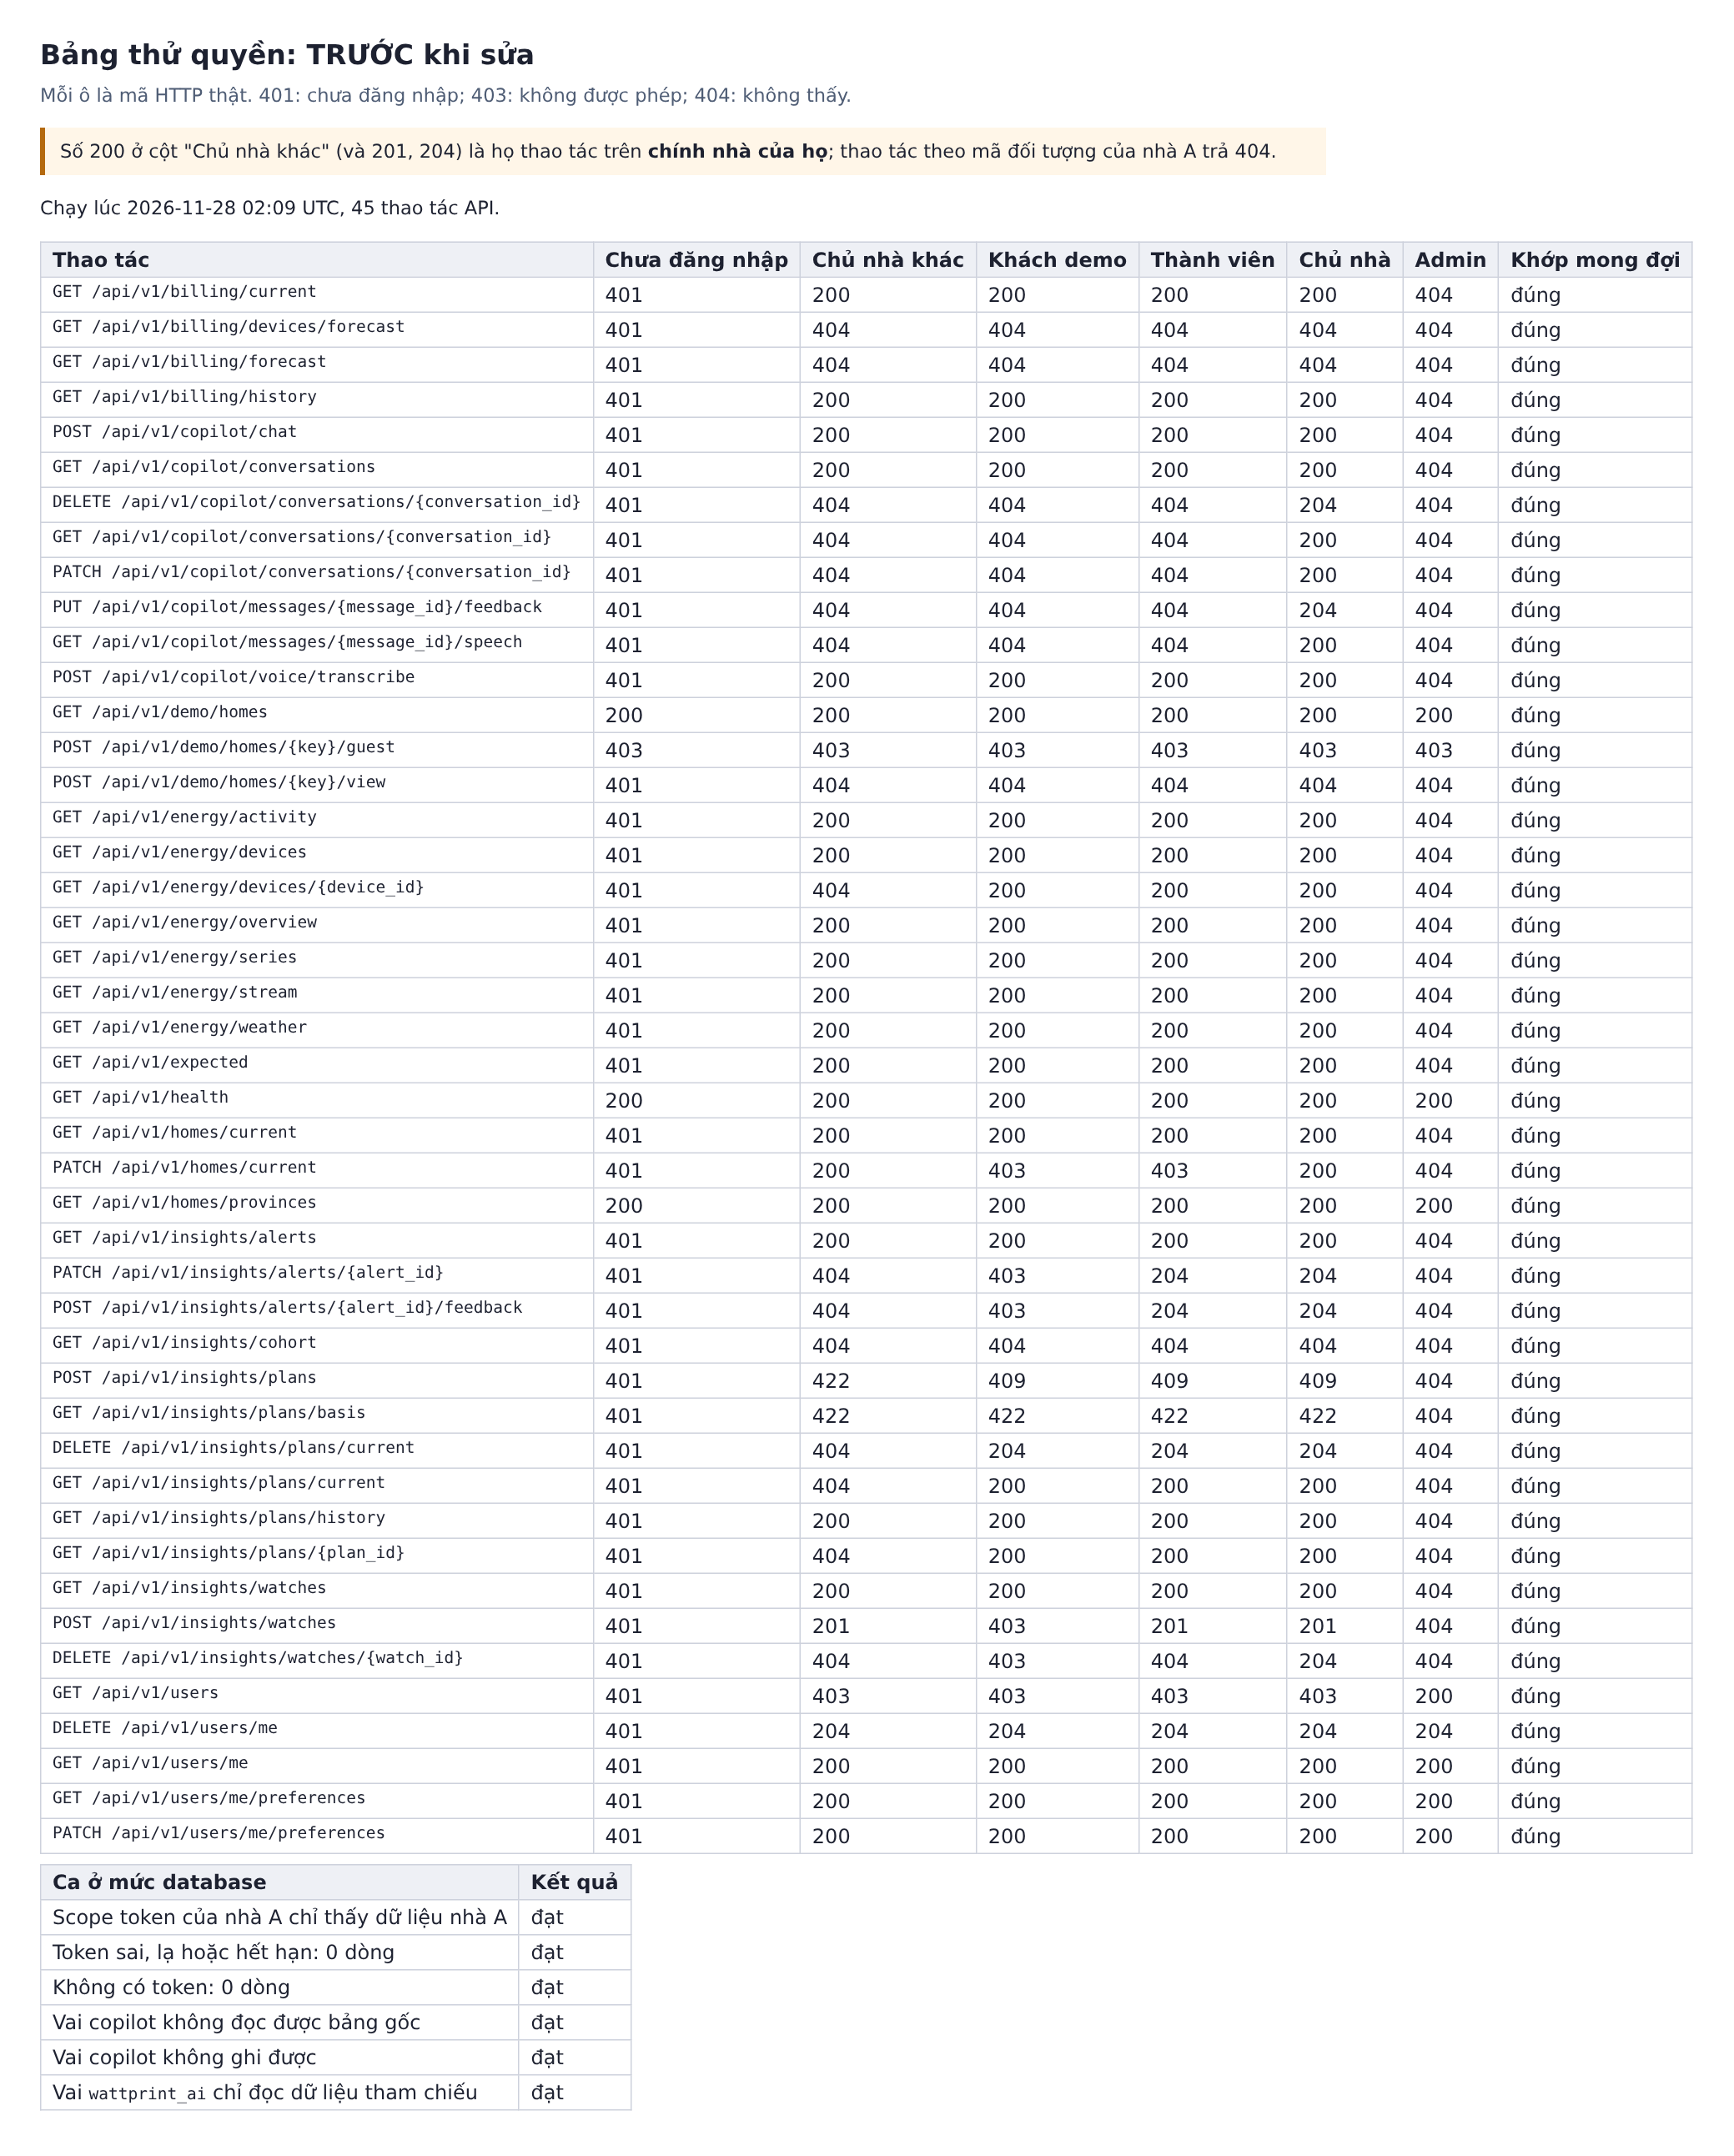 Bảng thử quyền: TRƯỚC khi sửa
Mỗi ô là mã HTTP thật. 401: chưa đăng nhập; 403: không được phép; 404: không thấy.
Số 200 ở cột "Chủ nhà khác" (và 201, 204) là họ thao tác trên chính nhà của họ; thao tác theo mã đối tượng của nhà A trả 404.
Chạy lúc 2026-11-28 02:09 UTC, 45 thao tác API.
Thao tác Chưa đăng nhập Chủ nhà khác Khách demo Thành viên Chủ nhà Admin Khớp mong đợi
GET /api/v1/billing/current 401 200 200 200 200 404 đúng
GET /api/v1/billing/devices/forecast 401 404 404 404 404 404 đúng
GET /api/v1/billing/forecast 401 404 404 404 404 404 đúng
GET /api/v1/billing/history 401 200 200 200 200 404 đúng
POST /api/v1/copilot/chat 401 200 200 200 200 404 đúng
GET /api/v1/copilot/conversations 401 200 200 200 200 404 đúng
DELETE /api/v1/copilot/conversations/{conversation_id} 401 404 404 404 204 404 đúng
GET /api/v1/copilot/conversations/{conversation_id} 401 404 404 404 200 404 đúng
PATCH /api/v1/copilot/conversations/{conversation_id} 401 404 404 404 200 404 đúng
PUT /api/v1/copilot/messages/{message_id}/feedback 401 404 404 404 204 404 đúng
GET /api/v1/copilot/messages/{message_id}/speech 401 404 404 404 200 404 đúng
POST /api/v1/copilot/voice/transcribe 401 200 200 200 200 404 đúng
GET /api/v1/demo/homes 200 200 200 200 200 200 đúng
POST /api/v1/demo/homes/{key}/guest 403 403 403 403 403 403 đúng
POST /api/v1/demo/homes/{key}/view 401 404 404 404 404 404 đúng
GET /api/v1/energy/activity 401 200 200 200 200 404 đúng
GET /api/v1/energy/devices 401 200 200 200 200 404 đúng
GET /api/v1/energy/devices/{device_id} 401 404 200 200 200 404 đúng
GET /api/v1/energy/overview 401 200 200 200 200 404 đúng
GET /api/v1/energy/series 401 200 200 200 200 404 đúng
GET /api/v1/energy/stream 401 200 200 200 200 404 đúng
GET /api/v1/energy/weather 401 200 200 200 200 404 đúng
GET /api/v1/expected 401 200 200 200 200 404 đúng
GET /api/v1/health 200 200 200 200 200 200 đúng
GET /api/v1/homes/current 401 200 200 200 200 404 đúng
PATCH /api/v1/homes/current 401 200 403 403 200 404 đúng
GET /api/v1/homes/provinces 200 200 200 200 200 200 đúng
GET /api/v1/insights/alerts 401 200 200 200 200 404 đúng
PATCH /api/v1/insights/alerts/{alert_id} 401 404 403 204 204 404 đúng
POST /api/v1/insights/alerts/{alert_id}/feedback 401 404 403 204 204 404 đúng
GET /api/v1/insights/cohort 401 404 404 404 404 404 đúng
POST /api/v1/insights/plans 401 422 409 409 409 404 đúng
GET /api/v1/insights/plans/basis 401 422 422 422 422 404 đúng
DELETE /api/v1/insights/plans/current 401 404 204 204 204 404 đúng
GET /api/v1/insights/plans/current 401 404 200 200 200 404 đúng
GET /api/v1/insights/plans/history 401 200 200 200 200 404 đúng
GET /api/v1/insights/plans/{plan_id} 401 404 200 200 200 404 đúng
GET /api/v1/insights/watches 401 200 200 200 200 404 đúng
POST /api/v1/insights/watches 401 201 403 201 201 404 đúng
DELETE /api/v1/insights/watches/{watch_id} 401 404 403 404 204 404 đúng
GET /api/v1/users 401 403 403 403 403 200 đúng
DELETE /api/v1/users/me 401 204 204 204 204 204 đúng
GET /api/v1/users/me 401 200 200 200 200 200 đúng
GET /api/v1/users/me/preferences 401 200 200 200 200 200 đúng
PATCH /api/v1/users/me/preferences 401 200 200 200 200 200 đúng
Ca ở mức database Kết quả
Scope token của nhà A chỉ thấy dữ liệu nhà A đạt
Token sai, lạ hoặc hết hạn: 0 dòng đạt
Không có token: 0 dòng đạt
Vai copilot không đọc được bảng gốc đạt
Vai copilot không ghi được đạt
Vai wattprint_ai chỉ đọc dữ liệu tham chiếu đạt